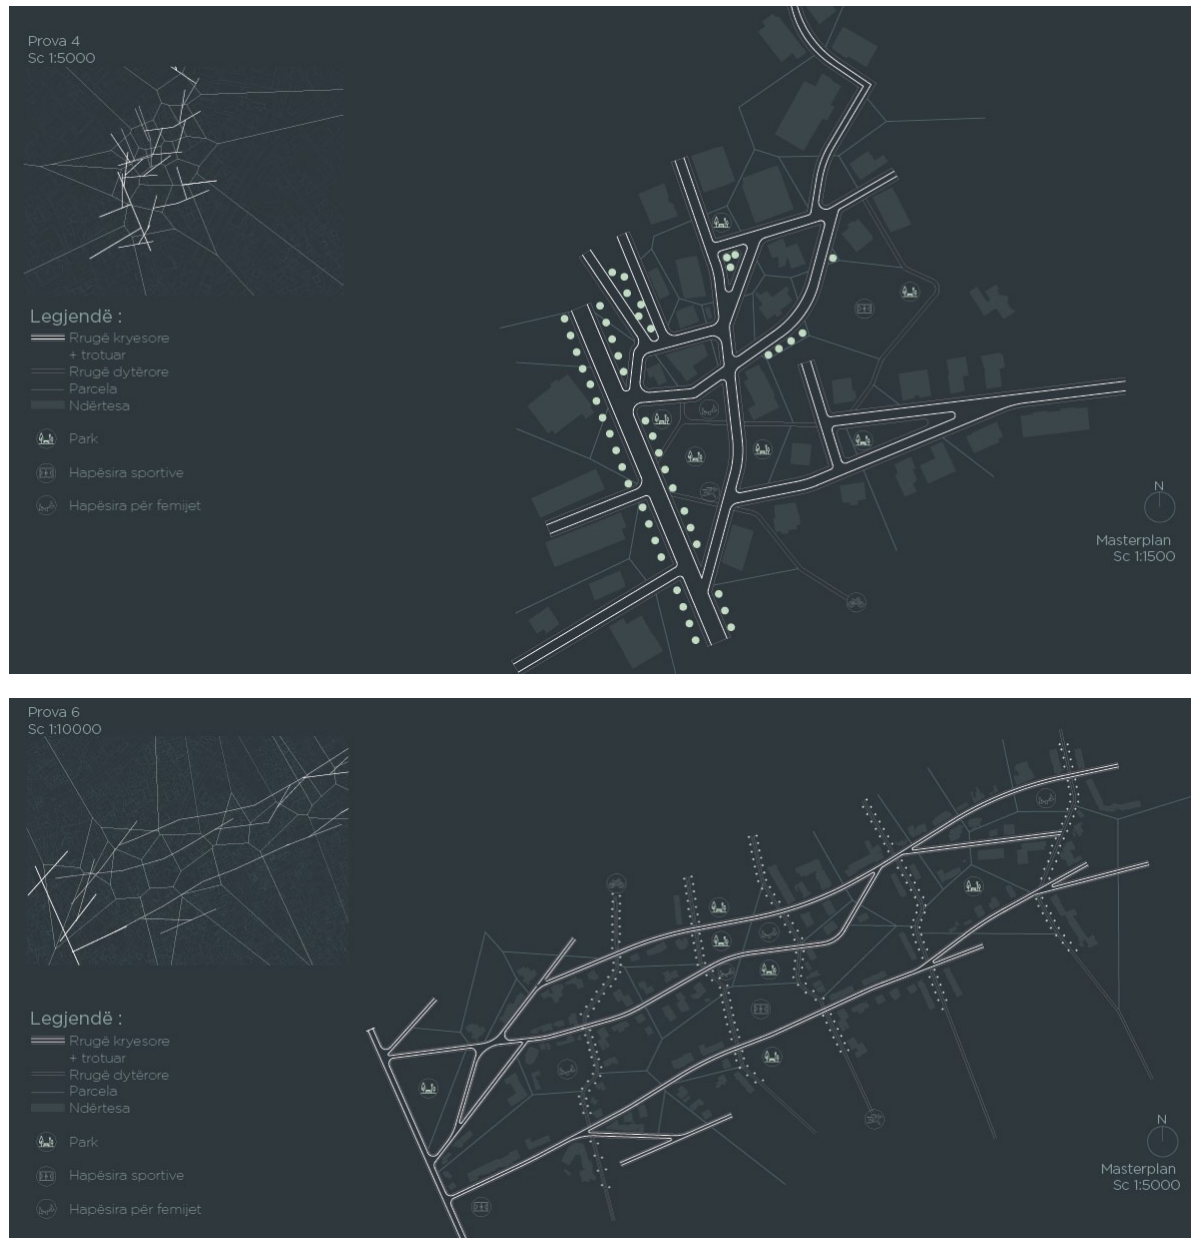 Prova 4
Sc 1:5000
Legjendë :
Rrugë kryesore
+ trotuar
Rrugë dytërore
Parcela
Ndërtesa
Park
Hapësira sportive
Hapësira për femijet
N
Masterplan
Sc 1:1500
Prova 6
Sc 1:10000
Legjendë :
Rrugë kryesore
+ trotuar
Rrugë dytërore
Parcela
Ndërtesa
Park
Hapësira sportive
Hapësira për femijet
N
Masterplan
Sc 1:5000